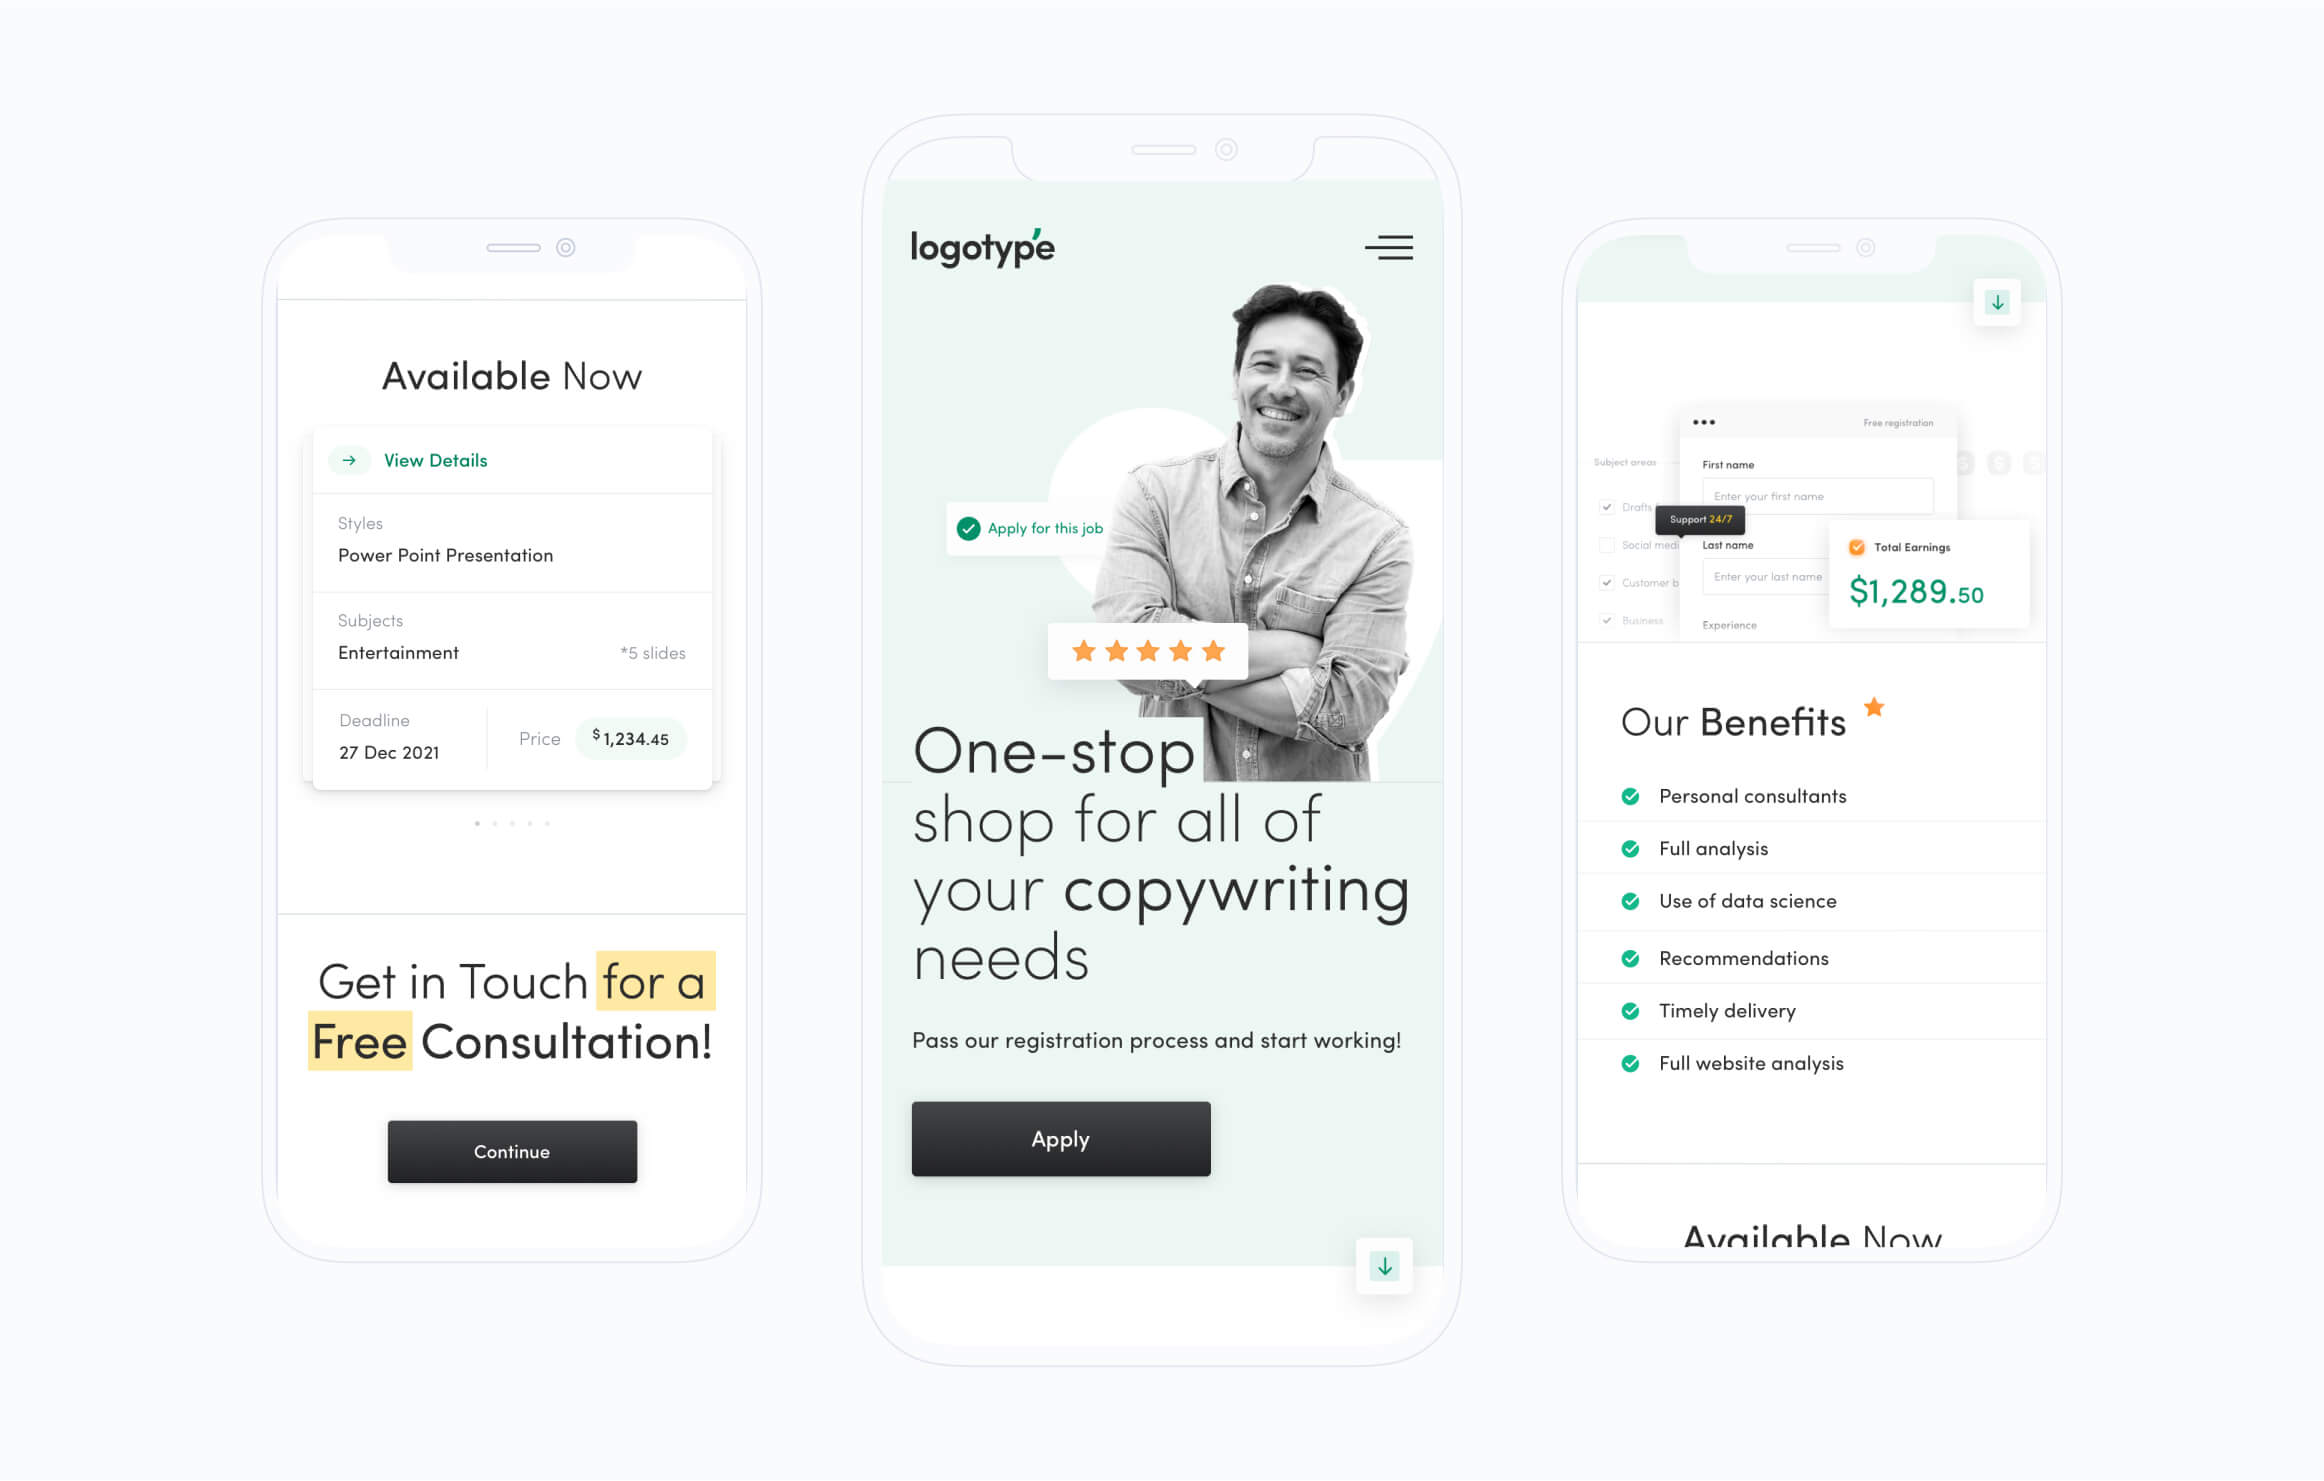 Available Now
View Details
Styles
Power Point Presentation
Subjects
Entertainment
*5 slides
Deadline
27 Dec 2021
Price
$1,234.45
Get in Touch for a
Free Consultation!
Continue
logotype
Apply for this job
One-stop
shop for all of
your copywriting
needs
Pass our registration process and start working!
Apply
Free registration
Subject areas
First name
Enter your first name
Drafts
Support 24/7
Social medi
Last name
Total Earnings
Customer b
Enter your last name
$1,289.50
Business
Experience
Our Benefits
Personal consultants
Full analysis
Use of data science
Recommendations
Timely delivery
Full website analysis
Available Now